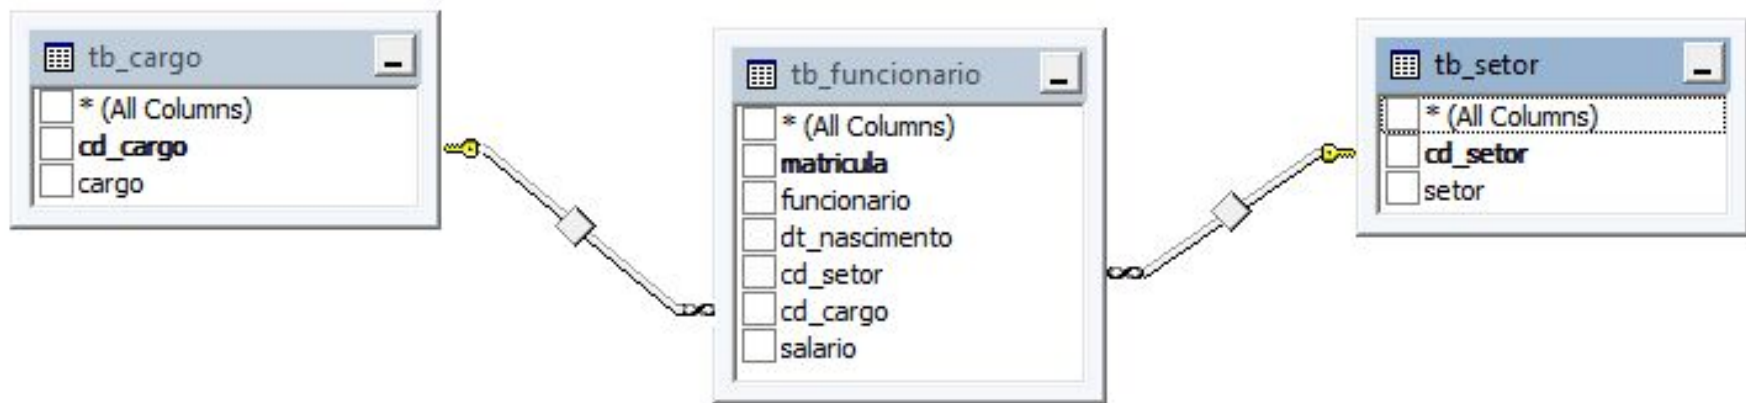 tb_cargo
* (All Columns)
cd_cargo
cargo
tb_funcionario
* (All Columns)
matricula
funcionario
dt_nascimento
cd_setor
cd_cargo
salario
tb_setor
* (All Columns)
cd_setor
setor